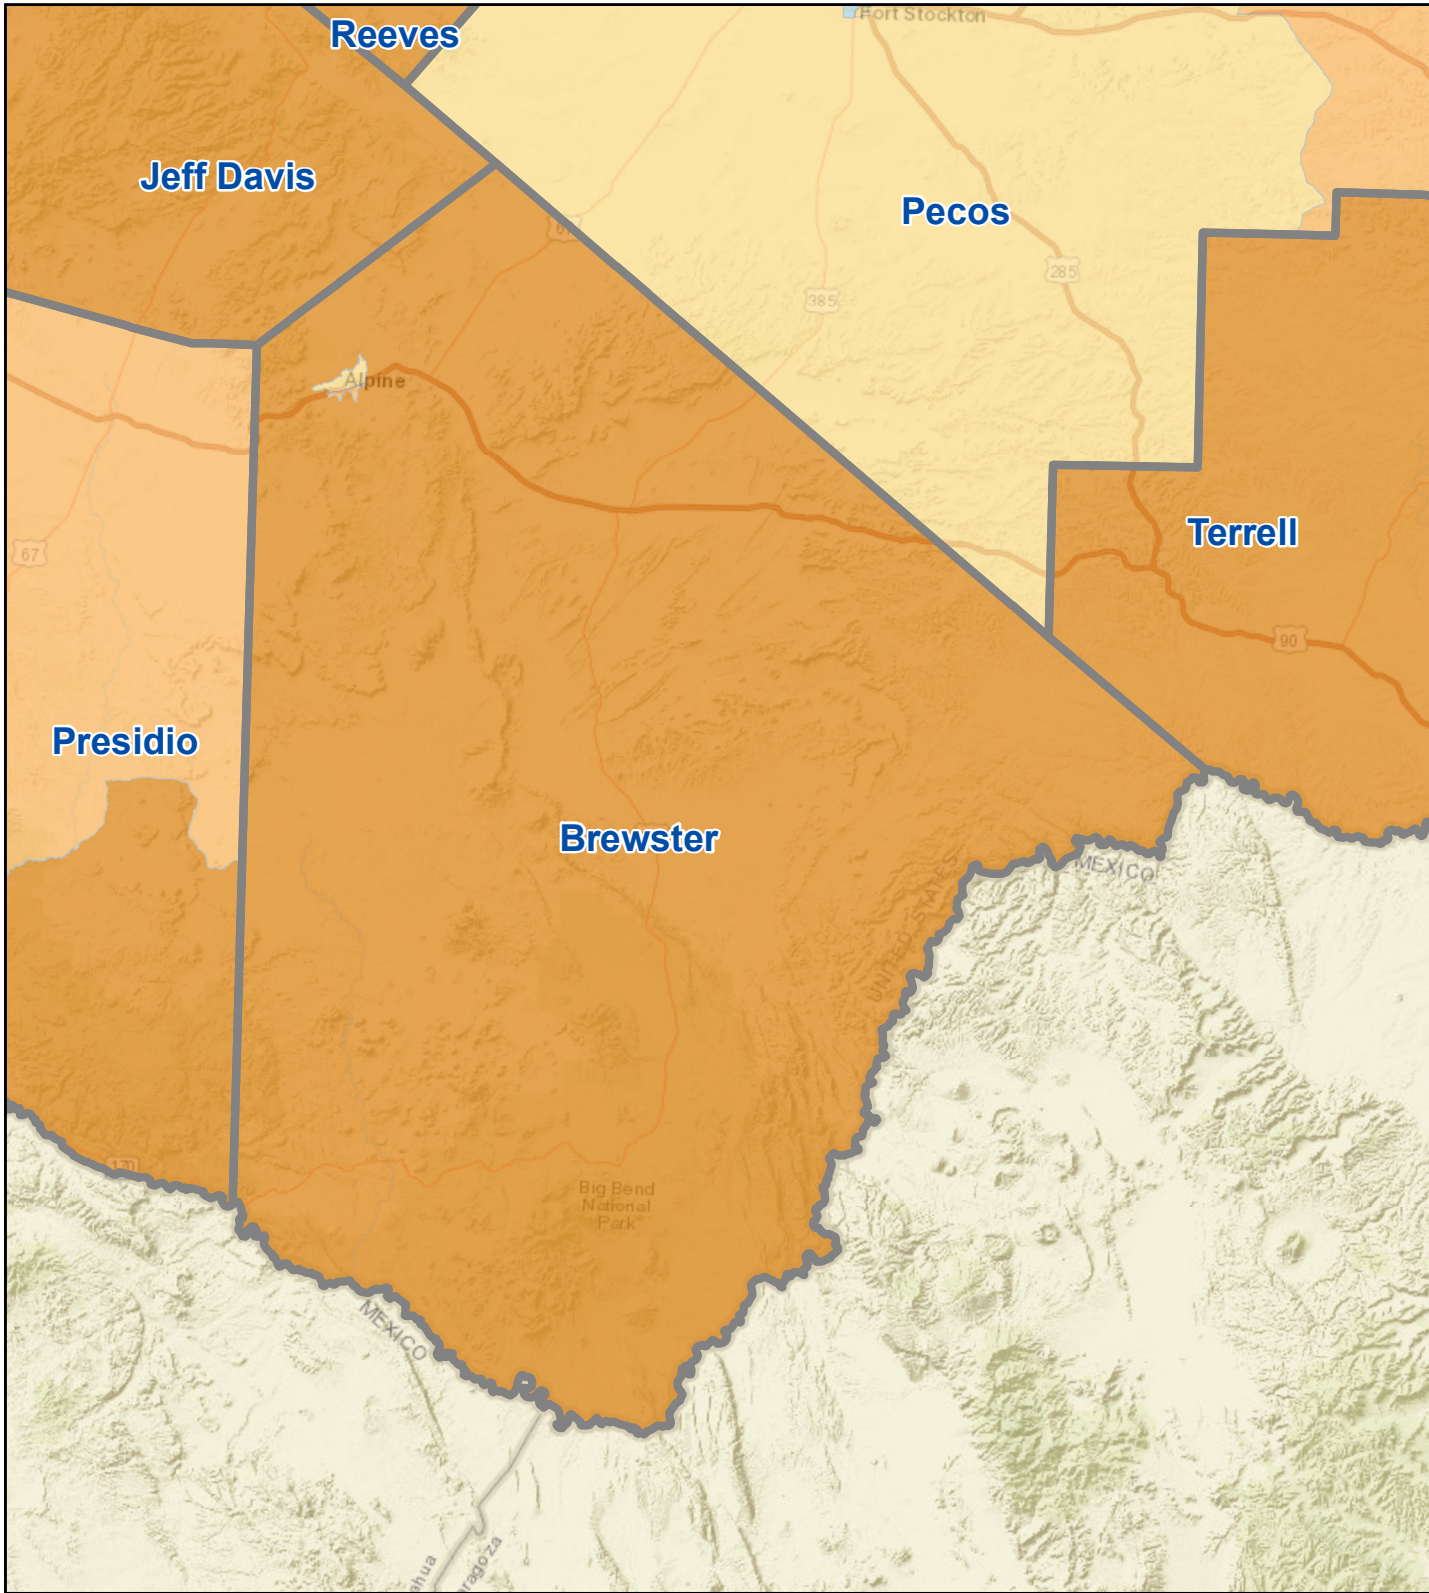 Reeves
Fort Stockton
Jeff Davis
Pecos
67
285
385
Alpine
Terrell
67
90
Presidio
Brewster
UNITED STATES
MEXICO
170
Big Bend
National
Park
MEXICO